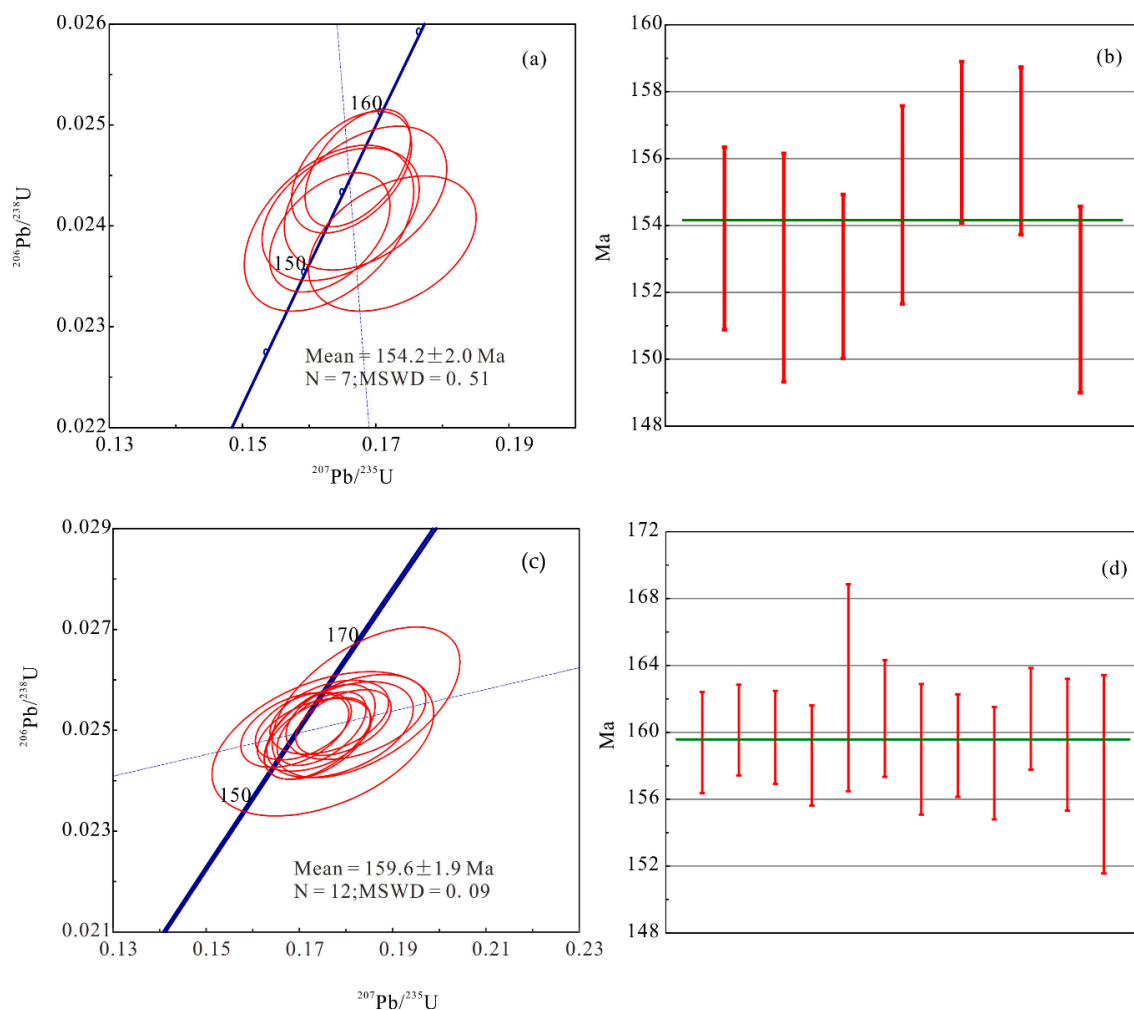 0.026
0.025
0.024
0.023
0.022
0.13
0.15
0.17
0.19
²⁰⁶Pb/²³⁸U
²⁰⁷Pb/²³⁵U
(a)
160
150
Mean = 154.2±2.0 Ma
N = 7;MSWD = 0. 51
160
158
156
154
152
150
148
Ma
(b)
0.029
0.027
0.025
0.023
0.021
0.13
0.15
0.17
0.19
0.21
0.23
²⁰⁶Pb/²³⁸U
²⁰⁷Pb/²³⁵U
(c)
170
150
Mean = 159.6±1.9 Ma
N = 12;MSWD = 0. 09
172
168
164
160
156
152
148
Ma
(d)